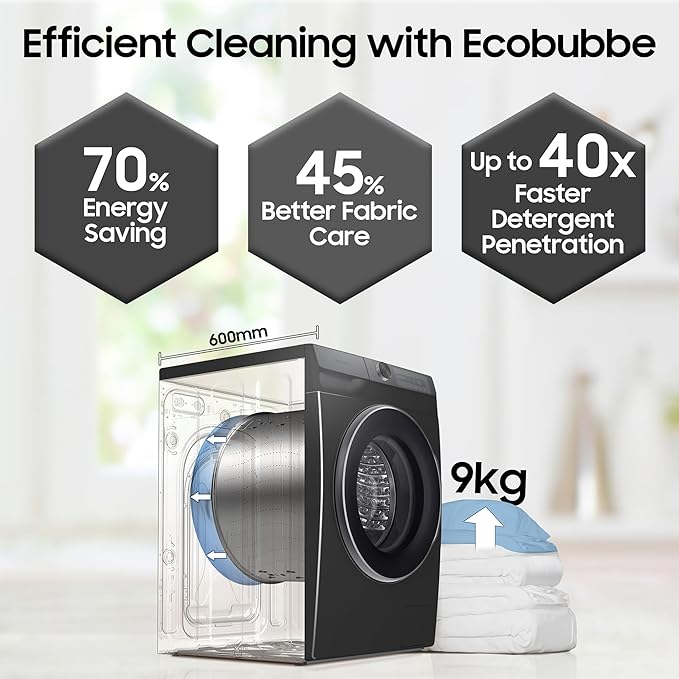 Efficient Cleaning with Ecobubbe
70%
Energy
Saving
45%
Better Fabric
Care
Up to 40x
Faster
Detergent
Penetration
600mm
9kg